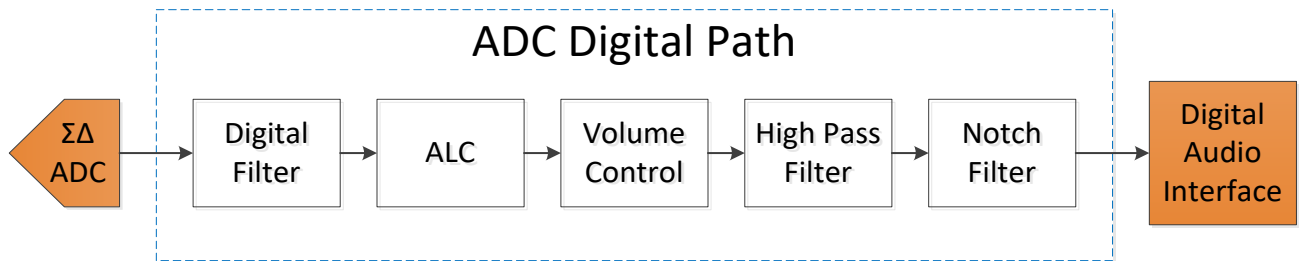 ADC Digital Path
ΣΔ
ADC
Digital
Filter
ALC
Volume
Control
High Pass
Filter
Notch
Filter
Digital
Audio
Interface